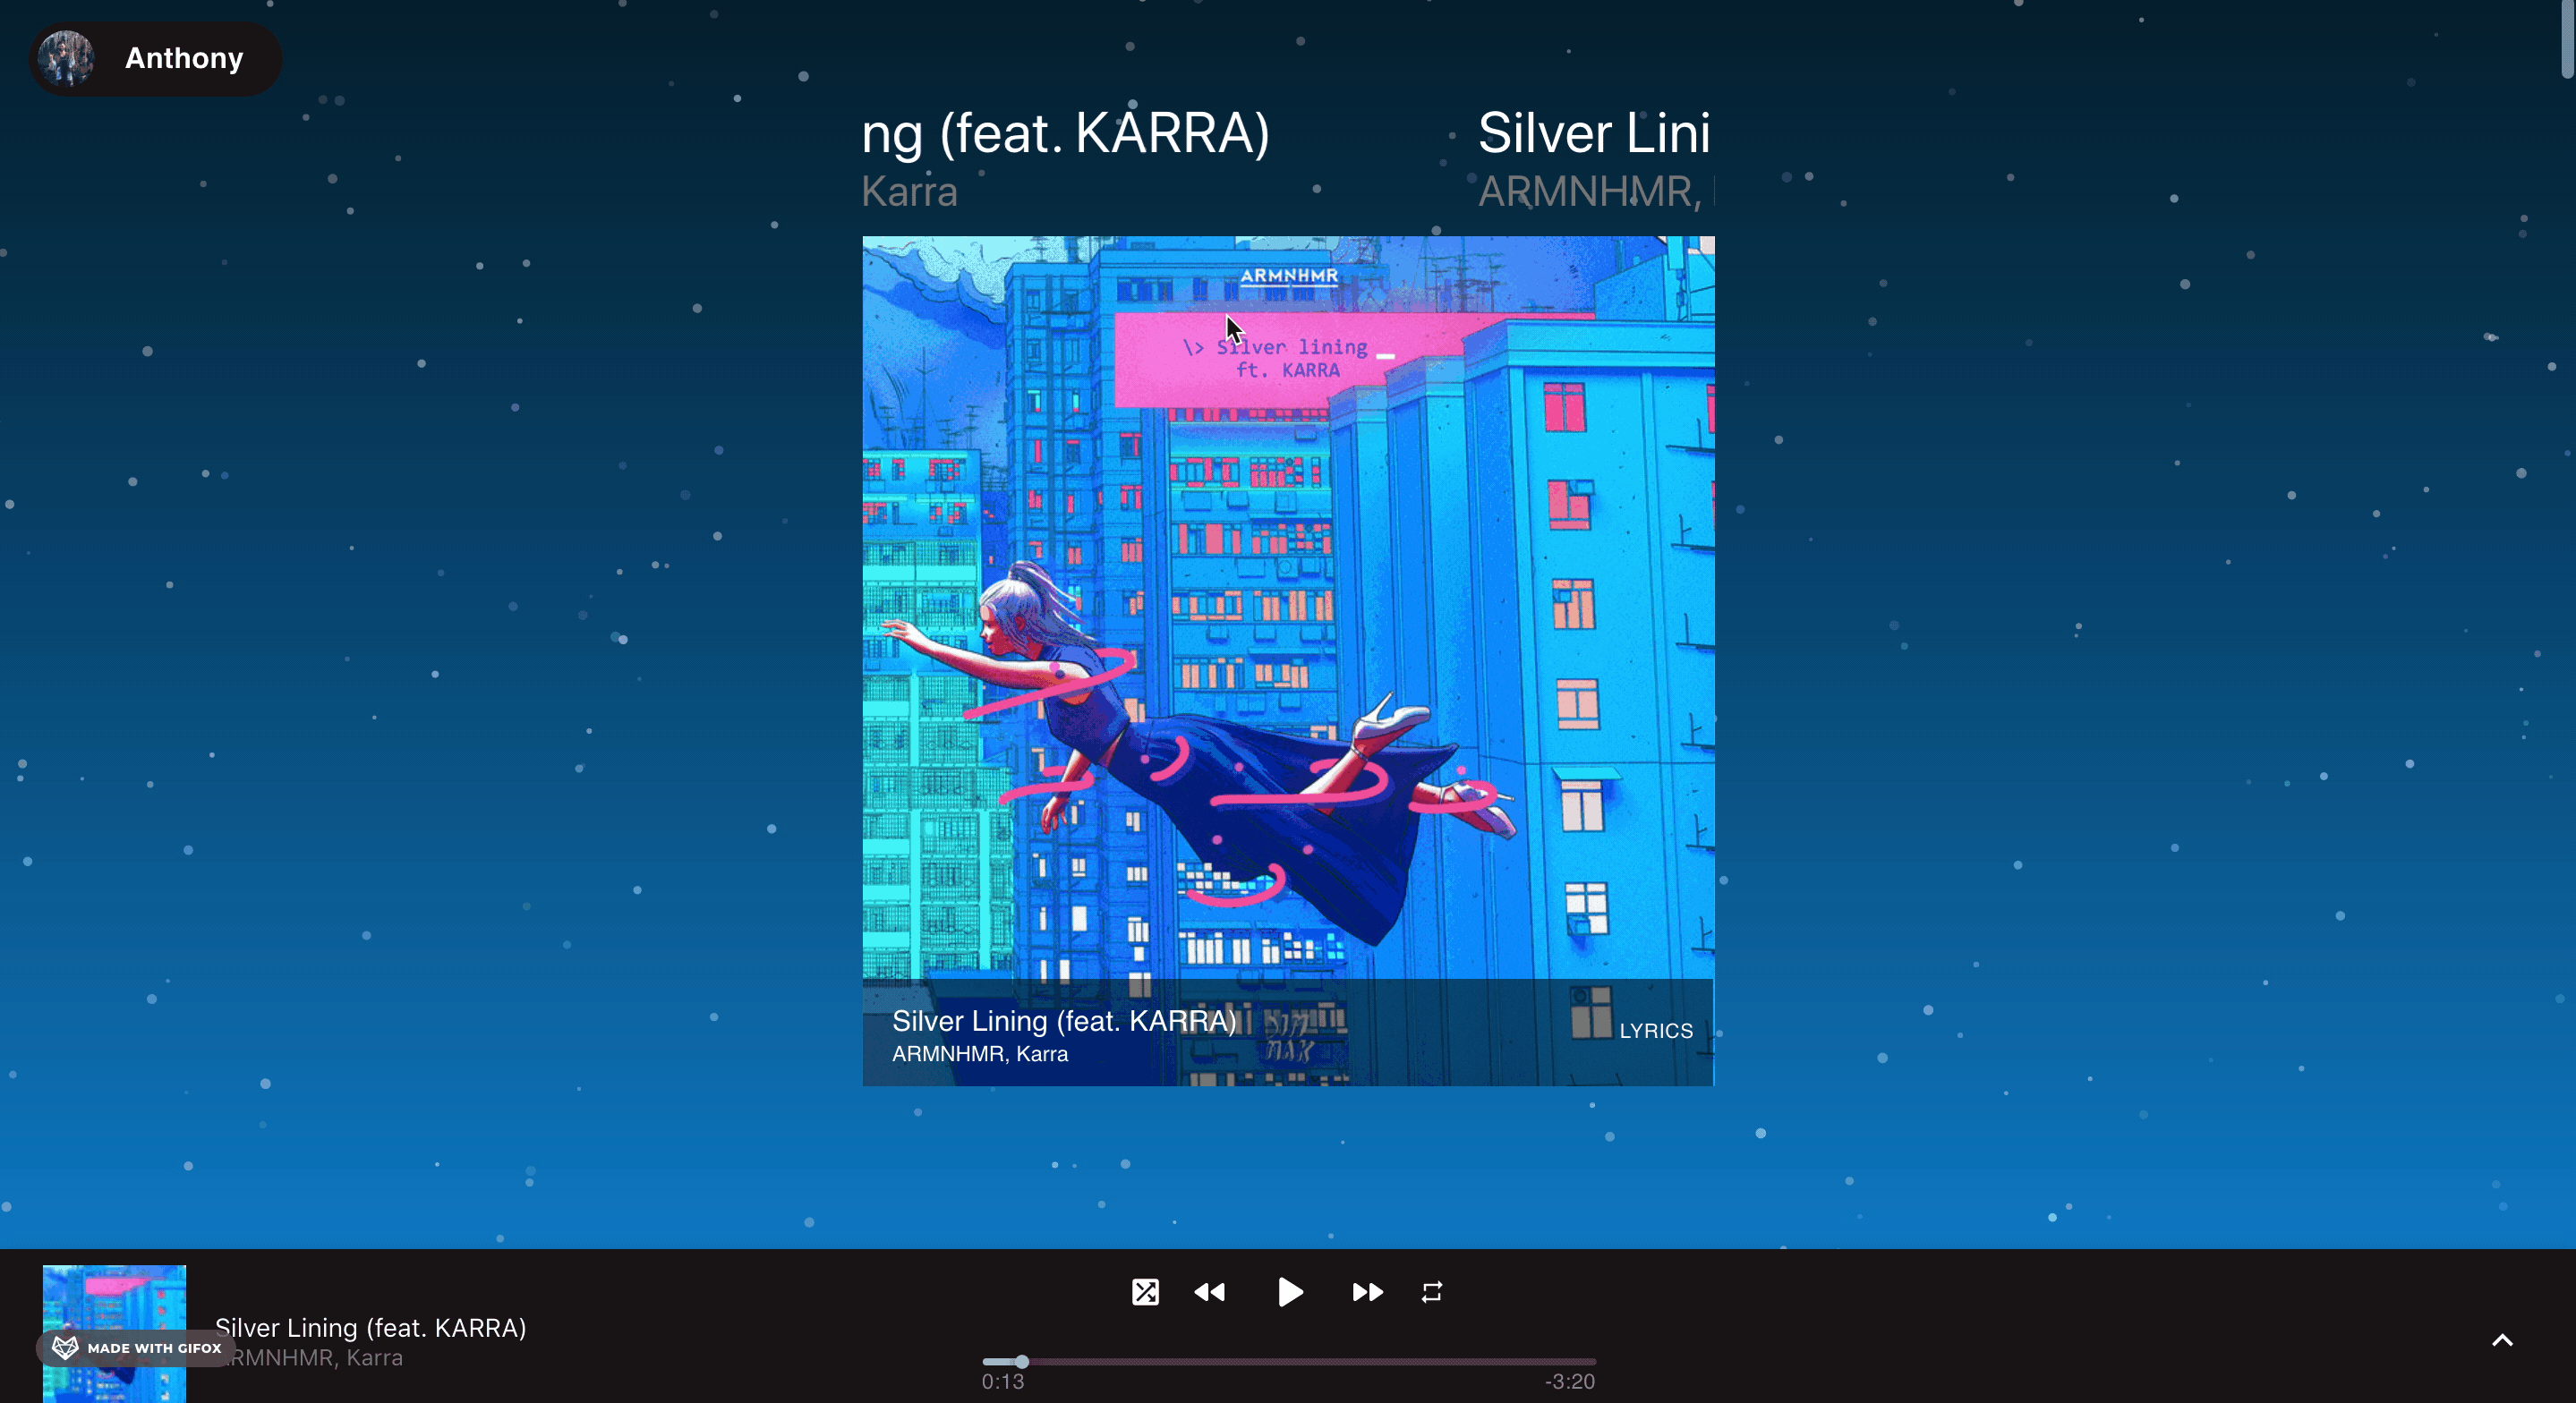 Anthony
ng (feat. KARRA) Silver Lini
Karra ARMNHMR,
ARMNHMR
\> Silver lining
ft. KARRA
Silver Lining (feat. KARRA)
ARMNHMR, Karra
LYRICS
Silver Lining (feat. KARRA)
MADE WITH GIFOX
RMNHMR, Karra
0:13
-3:20